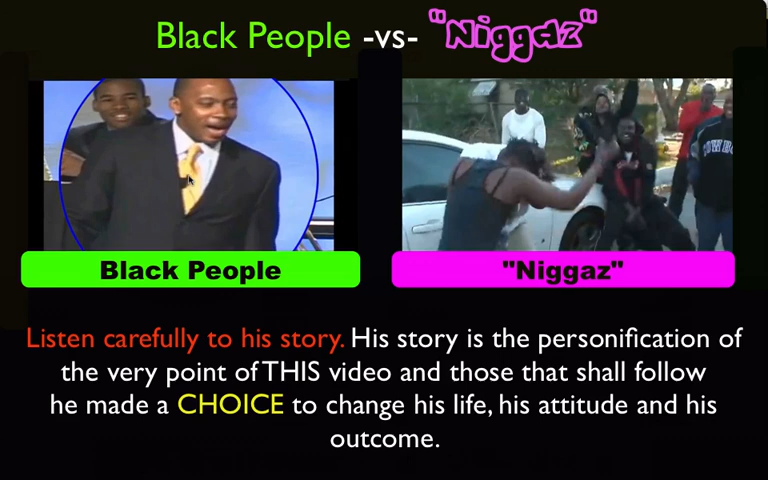 Black People -vs- "Niggaz"
Black People
"Niggaz"
Listen carefully to his story. His story is the personification of
the very point of THIS video and those that shall follow
he made a CHOICE to change his life, his attitude and his
outcome.